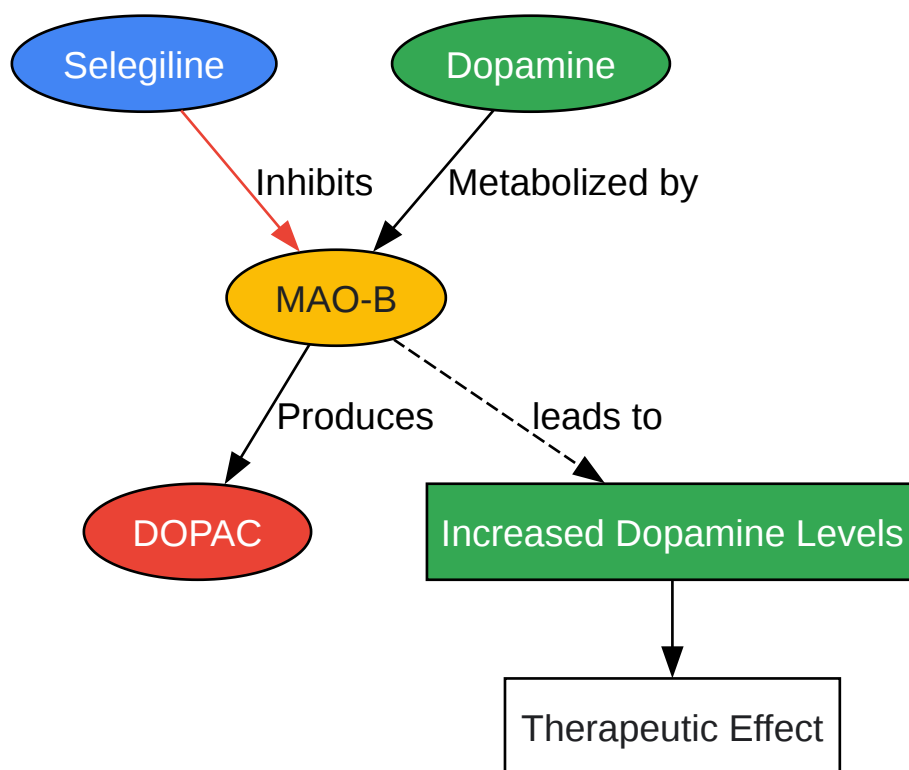 Selegiline
Dopamine
Inhibits
Metabolized by
MAO-B
Produces
leads to
DOPAC
Increased Dopamine Levels
Therapeutic Effect